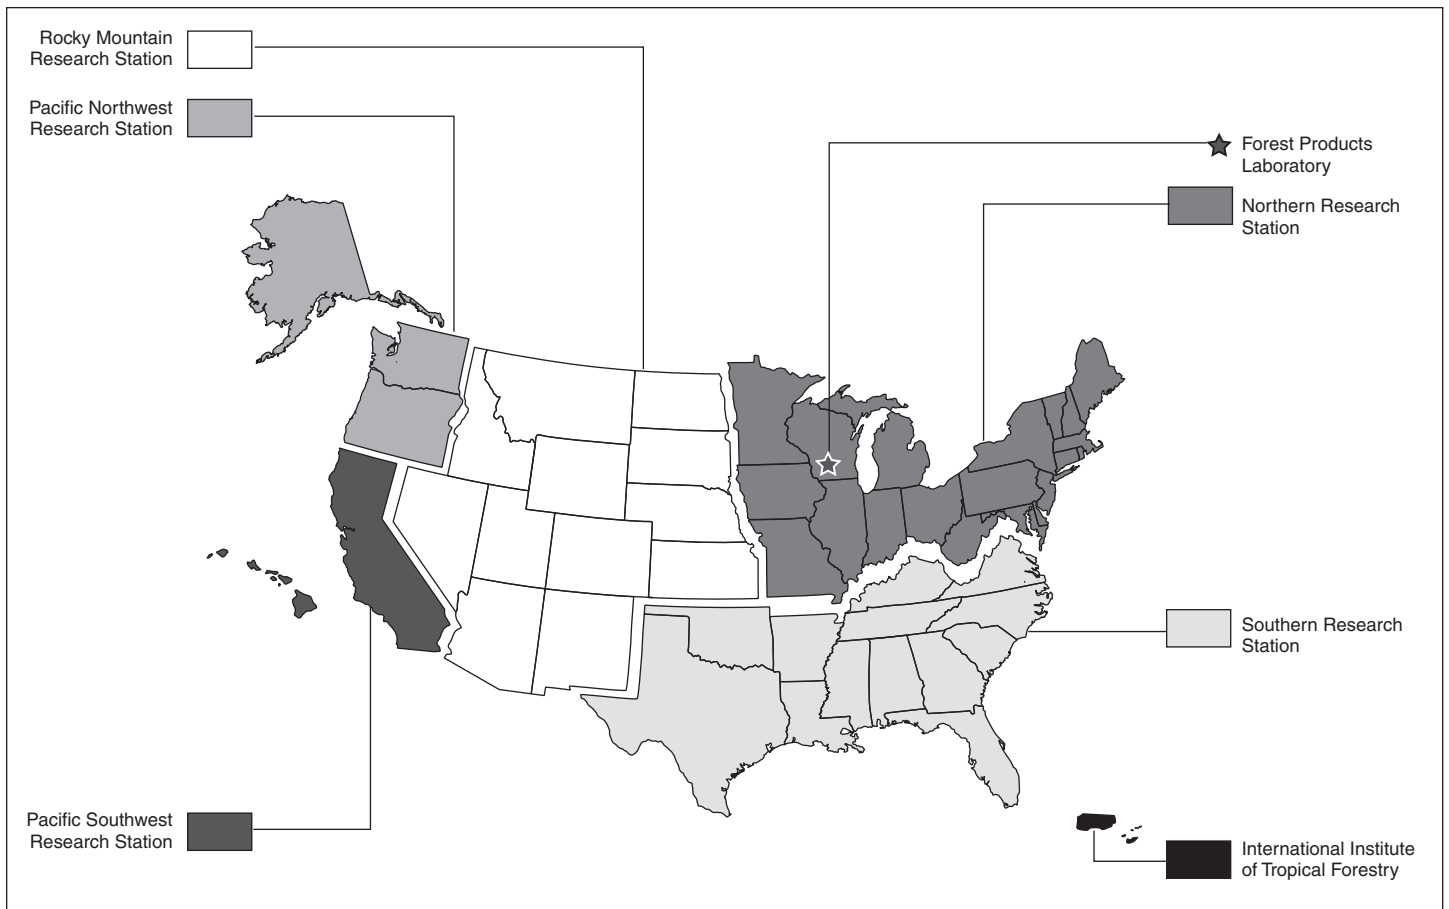 Rocky Mountain
Research Station
Pacific Northwest
Research Station
Forest Products
Laboratory
Northern Research
Station
Southern Research
Station
Pacific Southwest
Research Station
International Institute
of Tropical Forestry